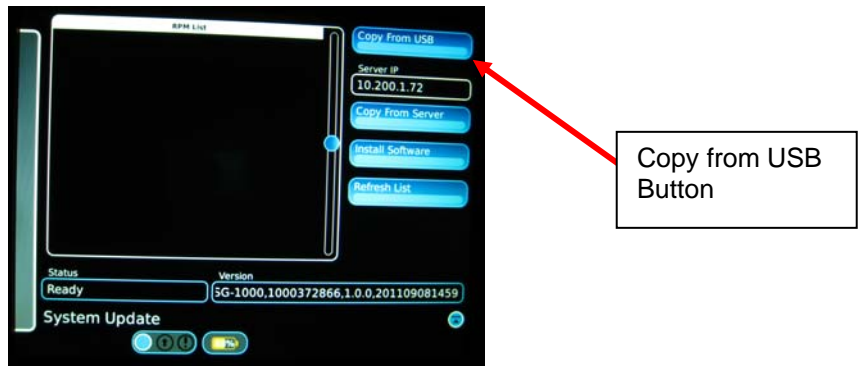 RPM List
Copy From USB
Server IP
10.200.1.72
Copy From Server
Install Software
Refresh List
Status
Ready
Version
SG-1000,1000372866,1.0.0,201109081459
System Update
%
Copy from USB
Button